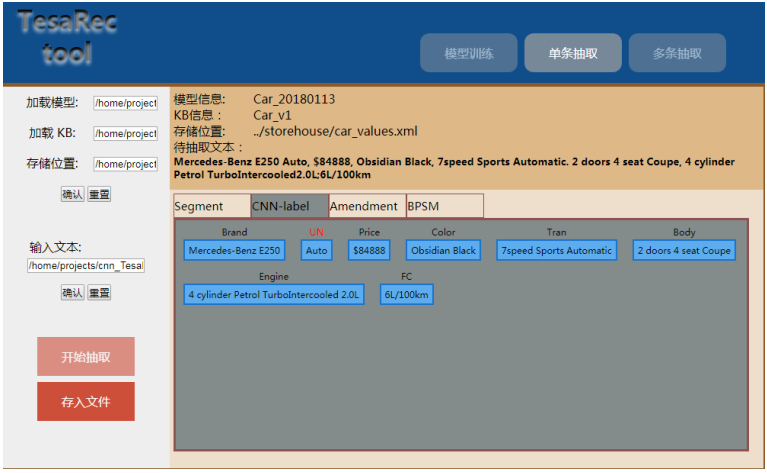 TesaRec
tool
模型训练
单条抽取
多条抽取
加载模型:
/home/project
加载 KB:
/home/project
存储位置:
/home/project
确认 重置
输入文本:
/home/projects/cnn_Tesal
确认 重置
开始抽取
存入文件
模型信息: Car_20180113
KB信息： Car_v1
存储位置: ../storehouse/car_values.xml
待抽取文本：
Mercedes-Benz E250 Auto, $84888, Obsidian Black, 7speed Sports Automatic. 2 doors 4 seat Coupe, 4 cylinder
Petrol TurboIntercooled2.0L;6L/100km
Segment CNN-label Amendment BPSM
Brand UN Price Color Tran Body
Mercedes-Benz E250 Auto $84888 Obsidian Black 7speed Sports Automatic 2 doors 4 seat Coupe
Engine FC
4 cylinder Petrol TurboIntercooled 2.0L 6L/100km